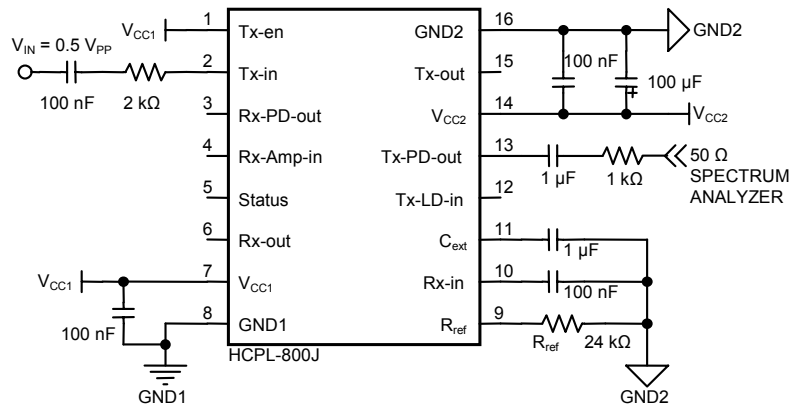 V_IN = 0.5 V_PP
100 nF
2 kΩ
V_CC1
1
2
3
4
5
6
7
8
Tx-en
Tx-in
Rx-PD-out
Rx-Amp-in
Status
Rx-out
V_CC1
GND1
V_CC1
100 nF
GND1
HCPL-800J
GND2
Tx-out
V_CC2
Tx-PD-out
Tx-LD-in
C_ext
Rx-in
R_ref
16
15
14
13
12
11
10
9
100 nF
100 µF
+
GND2
V_CC2
1 µF
1 kΩ
50 Ω
SPECTRUM
ANALYZER
1 µF
100 nF
R_ref 24 kΩ
GND2